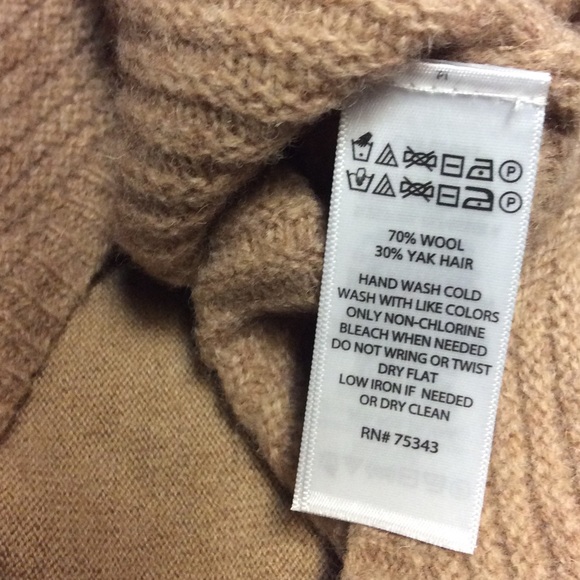 P P
70% WOOL
30% YAK HAIR
HAND WASH COLD
WASH WITH LIKE COLORS
ONLY NON-CHLORINE
BLEACH WHEN NEEDED
DO NOT WRING OR TWIST
DRY FLAT
LOW IRON IF NEEDED
OR DRY CLEAN
RN# 75343